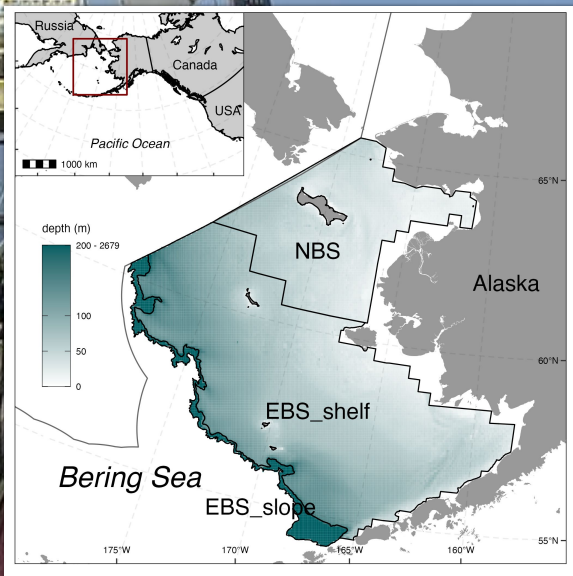 Russia
Canada
USA
Pacific Ocean
1000 km
65°N
depth (m)
200 - 2679
NBS
Alaska
100
50
0
60°N
EBS_shelf
Bering Sea
EBS_slope
55°N
175°W
170°W
165°W
160°W